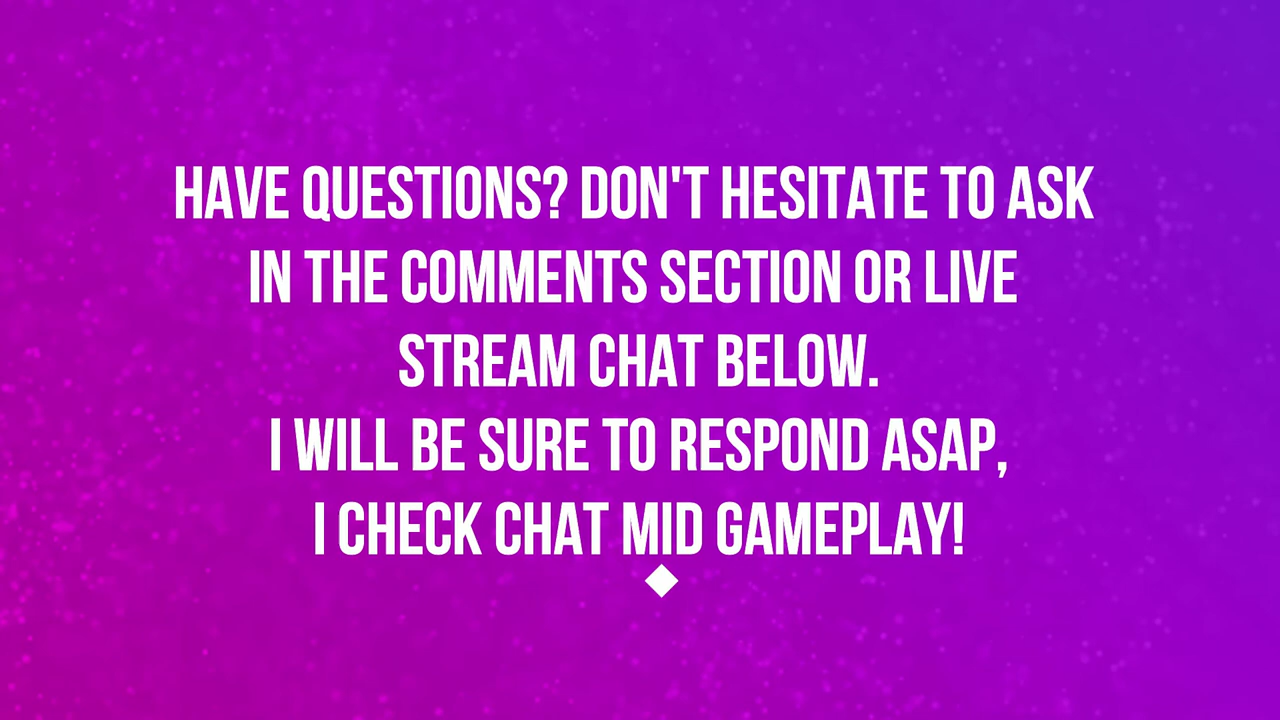 HAVE QUESTIONS? DON'T HESITATE TO ASK
IN THE COMMENTS SECTION OR LIVE
STREAM CHAT BELOW.
I WILL BE SURE TO RESPOND ASAP,
I CHECK CHAT MID GAMEPLAY!